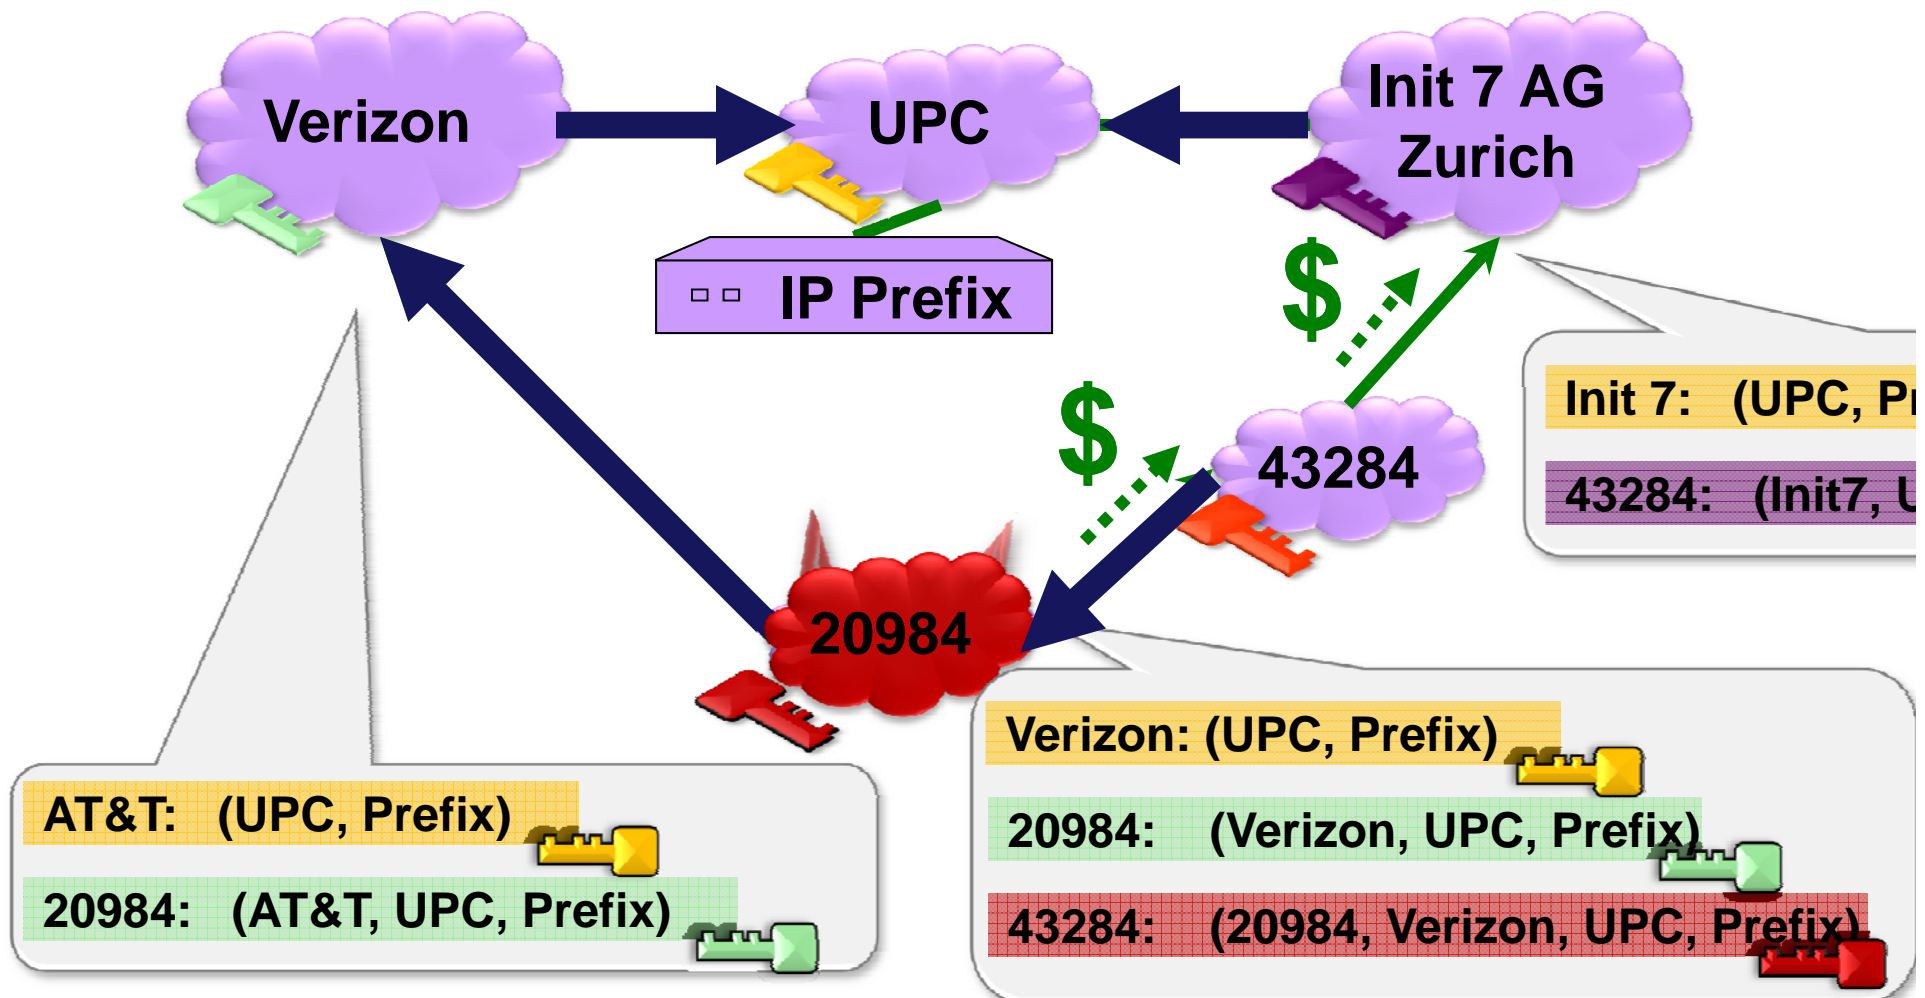 Verizon
UPC
Init 7 AG
Zurich
IP Prefix
$
$
43284
20984
Init 7: (UPC, Pr
43284: (Init7, U
Verizon: (UPC, Prefix)
20984: (Verizon, UPC, Prefix)
43284: (20984, Verizon, UPC, Prefix)
AT&T: (UPC, Prefix)
20984: (AT&T, UPC, Prefix)